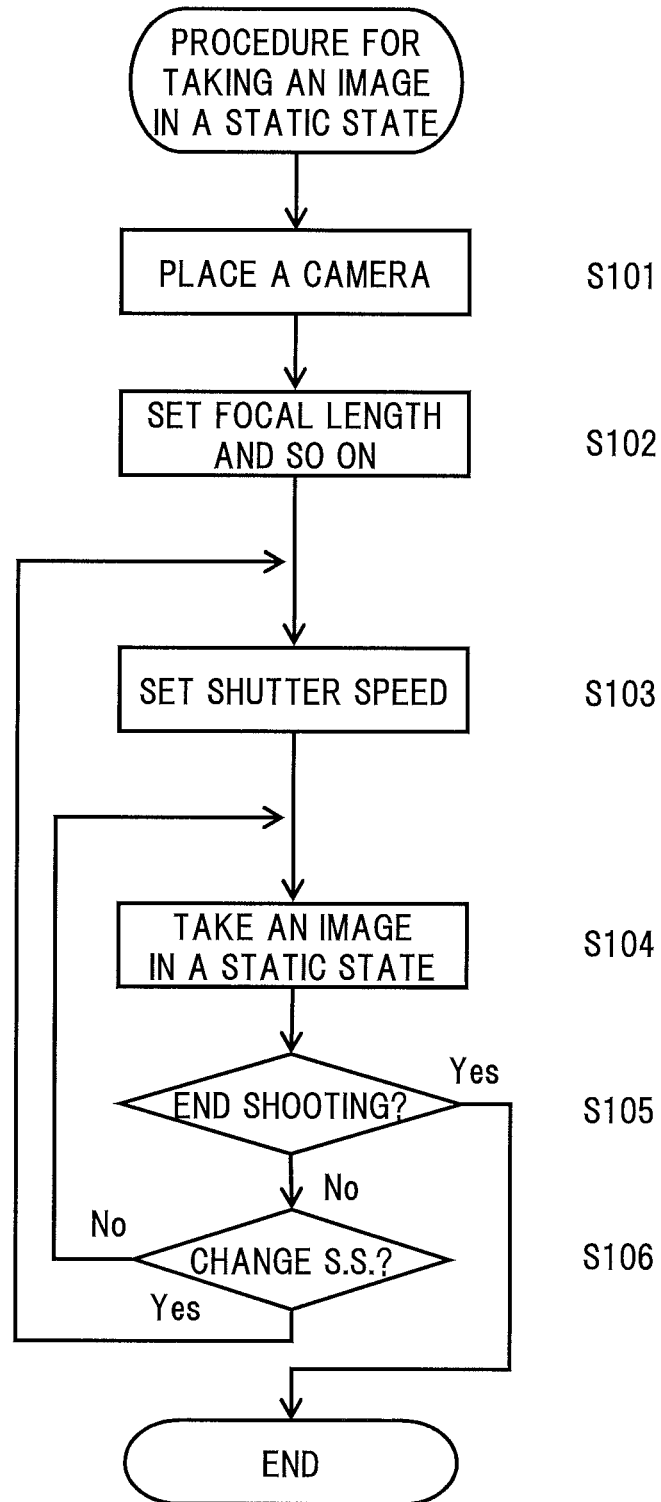 PROCEDURE FOR
TAKING AN IMAGE
IN A STATIC STATE
PLACE A CAMERA
S101
SET FOCAL LENGTH
AND SO ON
S102
SET SHUTTER SPEED
S103
TAKE AN IMAGE
IN A STATIC STATE
S104
Yes
END SHOOTING?
S105
No
No
CHANGE S.S.?
S106
Yes
END